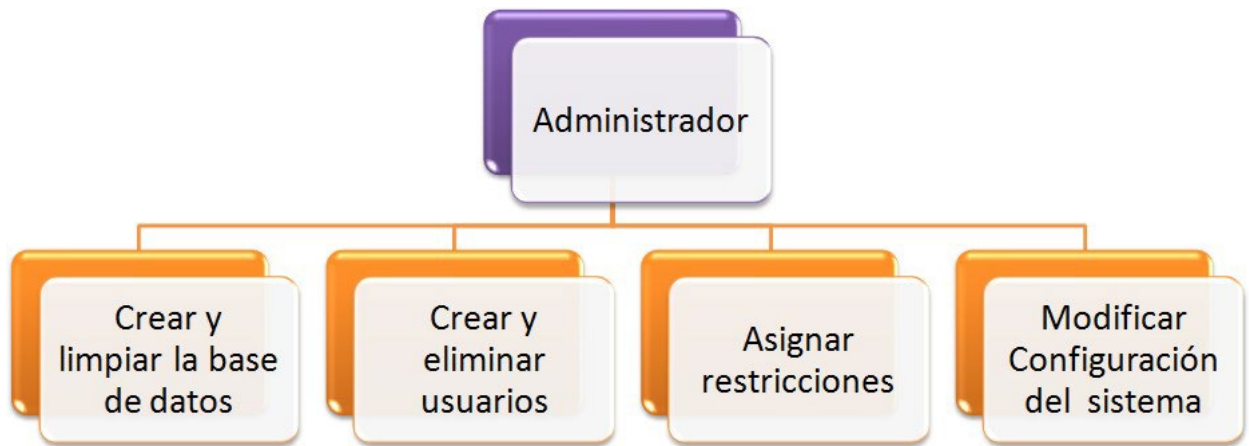 Administrador
Crear y
limpiar la base
de datos
Crear y
eliminar
usuarios
Asignar
restricciones
Modificar
Configuración
del sistema